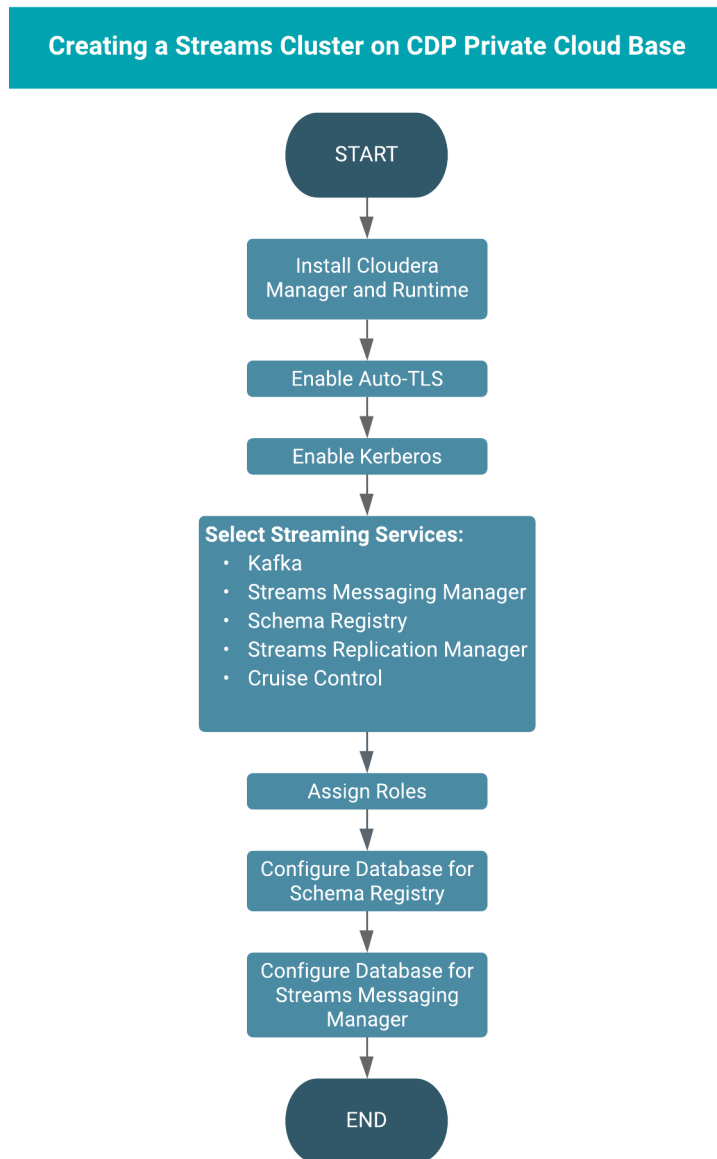 Creating a Streams Cluster on CDP Private Cloud Base
START
Install Cloudera
Manager and Runtime
Enable Auto-TLS
Enable Kerberos
Select Streaming Services:
• Kafka
• Streams Messaging Manager
• Schema Registry
• Streams Replication Manager
• Cruise Control
Assign Roles
Configure Database for
Schema Registry
Configure Database for
Streams Messaging
Manager
END